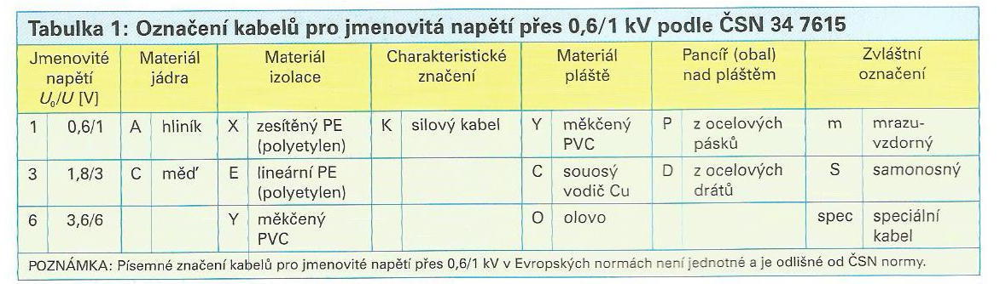 Tabulka 1: Označení kabelů pro jmenovitá napětí přes 0,6/1 kV podle ČSN 34 7615
Jmenovité napětí U₀/U [V] Materiál jádra Materiál izolace Charakteristické značení Materiál pláště Pancíř (obal) nad pláštěm Zvláštní označení
1 0,6/1 A hliník X zesítěný PE (polyetylen) K silový kabel Y měkčený PVC P z ocelových pásků m mrazu-vzdorný
3 1,8/3 C měď E lineární PE (polyetylen) C souosý vodič Cu D z ocelových drátů S samonosný
6 3,6/6 Y měkčený PVC O olovo spec speciální kabel
POZNÁMKA: Písemné značení kabelů pro jmenovité napětí přes 0,6/1 kV v Evropských normách není jednotné a je odlišné od ČSN normy.